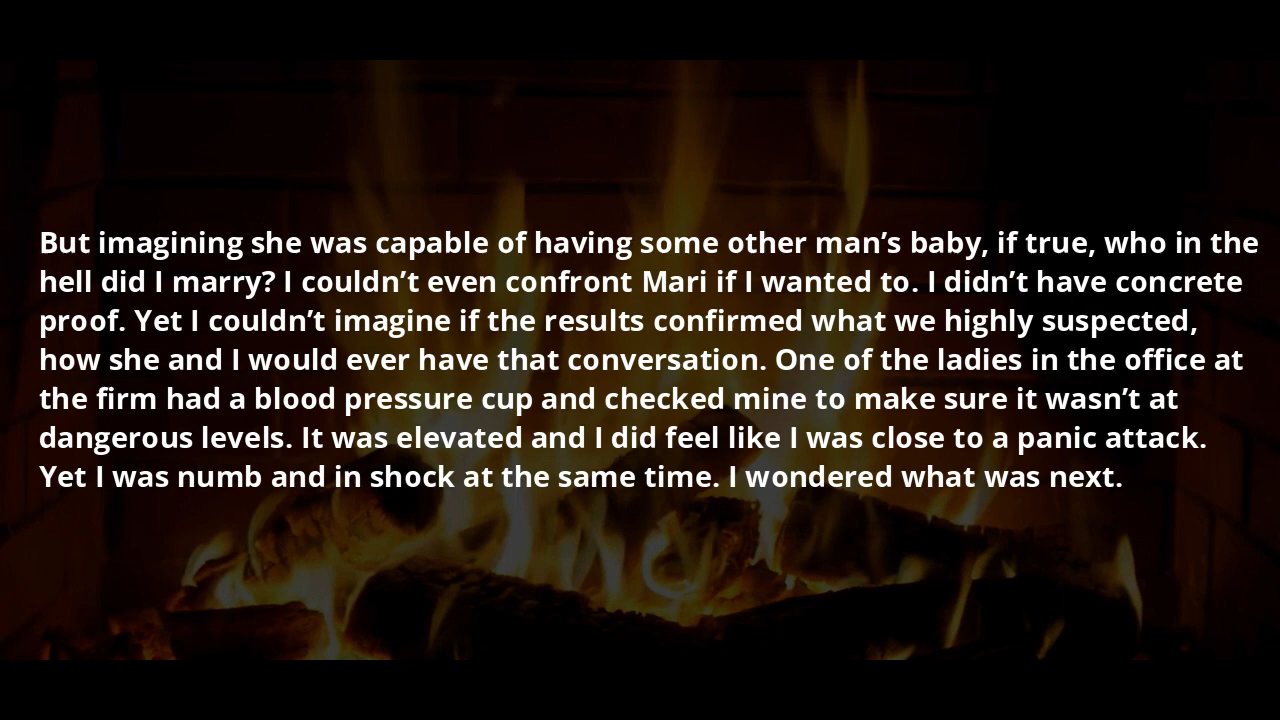 But imagining she was capable of having some other man’s baby, if true, who in the
hell did I marry? I couldn’t even confront Mari if I wanted to. I didn’t have concrete
proof. Yet I couldn’t imagine if the results confirmed what we highly suspected,
how she and I would ever have that conversation. One of the ladies in the office at
the firm had a blood pressure cup and checked mine to make sure it wasn’t at
dangerous levels. It was elevated and I did feel like I was close to a panic attack.
Yet I was numb and in shock at the same time. I wondered what was next.